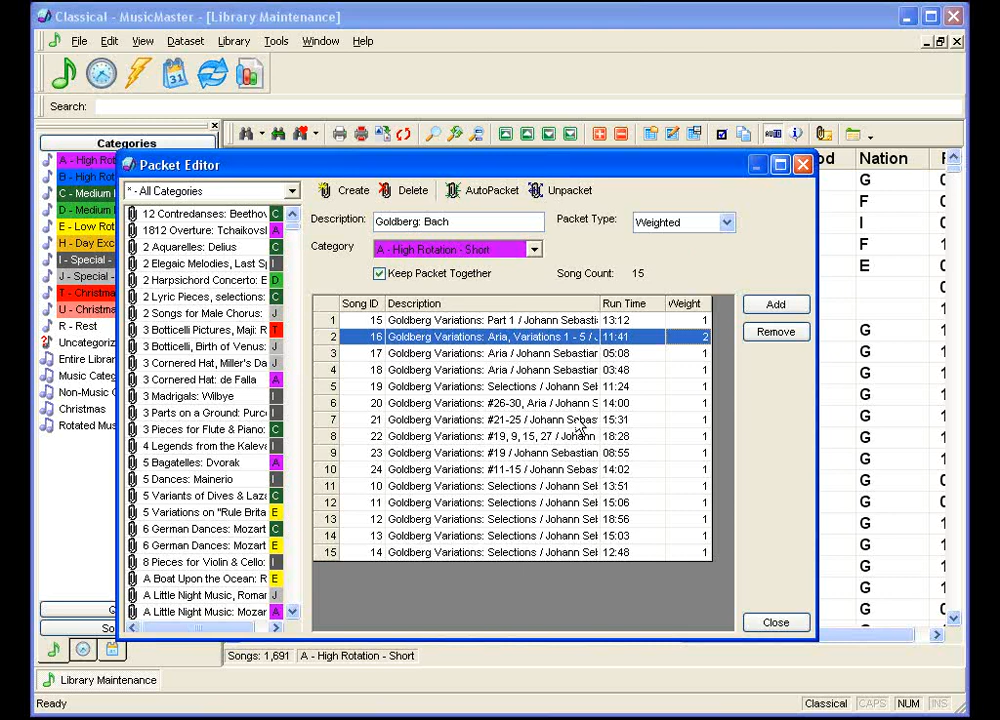 Classical - MusicMaster - [Library Maintenance]
File Edit View Dataset Library Tools Window Help
Search:
Categories
A - High Rot
B - High Rot
C - Medium
D - Medium
E - Low Rot
H - Day Exc
I - Special -
J - Special -
T - Christma
U - Christma
R - Rest
Uncategoriz
Entire Librar
Music Categ
Non-Music C
Christmas
Rotated Mus
Q
So
Packet Editor
* - All Categories
Create Delete AutoPacket Unpacket
Description: Goldberg: Bach Packet Type: Weighted
Category A - High Rotation - Short
Keep Packet Together Song Count: 15
12 Contredanses: Beethov C
1812 Overture: Tchaikovsl A
2 Aquarelles: Delius C
2 Elegaic Melodies, Last S I
2 Harpsichord Concerto: E D
2 Lyric Pieces, selections: C
2 Songs for Male Chorus: J
3 Botticelli Pictures, Maji: R T
3 Botticelli, Birth of Venus: J
3 Cornered Hat, Miller's Da J
3 Cornered Hat: de Falla A
3 Madrigals: Wilbye I
3 Parts on a Ground: Purc I
3 Pieces for Flute & Piano: C
4 Legends from the Kaleva I
5 Bagatelles: Dvorak A
5 Dances: Mainerio I
5 Variants of Dives & Laza C
5 Variations on "Rule Brita E
6 German Dances: Mozart C
6 German Dances: Mozart E
8 Pieces for Violin & Cello: I
A Boat Upon the Ocean: R E
A Little Night Music, Roman J
A Little Night Music: Mozar A
Song ID Description Run Time Weight
1 15 Goldberg Variations: Part 1 / Johann Sebasti 13:12 1
2 16 Goldberg Variations: Aria, Variations 1 - 5 / 11:41 2
3 17 Goldberg Variations: Aria / Johann Sebastiar 05:08 1
4 18 Goldberg Variations: Aria / Johann Sebastiar 03:48 1
5 19 Goldberg Variations: Selections / Johann Sel 11:24 1
6 20 Goldberg Variations: #26-30, Aria / Johann S 14:00 1
7 21 Goldberg Variations: #21-25 / Johann Sebas 15:31 1
8 22 Goldberg Variations: #19, 9, 15, 27 / Johann 18:28 1
9 23 Goldberg Variations: #19 / Johann Sebastian 08:55 1
10 24 Goldberg Variations: #11-15 / Johann Sebas 14:02 1
11 10 Goldberg Variations: Selections / Johann Sel 13:51 1
12 11 Goldberg Variations: Selections / Johann Sel 15:06 1
13 12 Goldberg Variations: Selections / Johann Sel 18:56 1
14 13 Goldberg Variations: Selections / Johann Sel 15:03 1
15 14 Goldberg Variations: Selections / Johann Sel 12:48 1
Add
Remove
Close
Nation
G
F
I
F
E
G
G
G
G
G
G
G
G
G
G
G
G
Songs: 1,691 A - High Rotation - Short
Library Maintenance
Ready Classical CAPS NUM INS